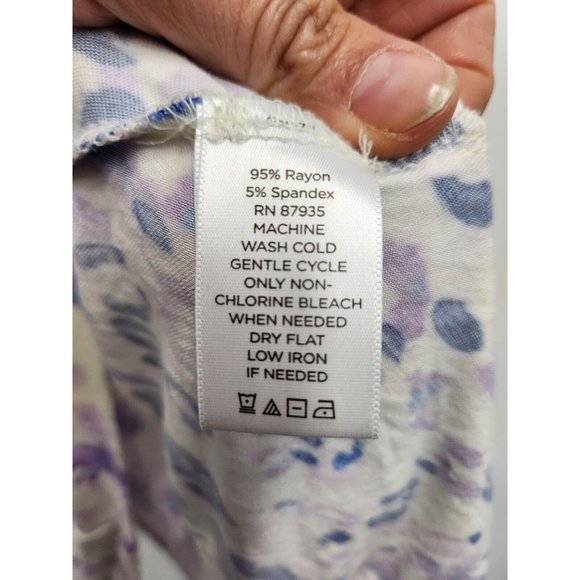 95% Rayon
5% Spandex
RN 87935
MACHINE
WASH COLD
GENTLE CYCLE
ONLY NON-
CHLORINE BLEACH
WHEN NEEDED
DRY FLAT
LOW IRON
IF NEEDED